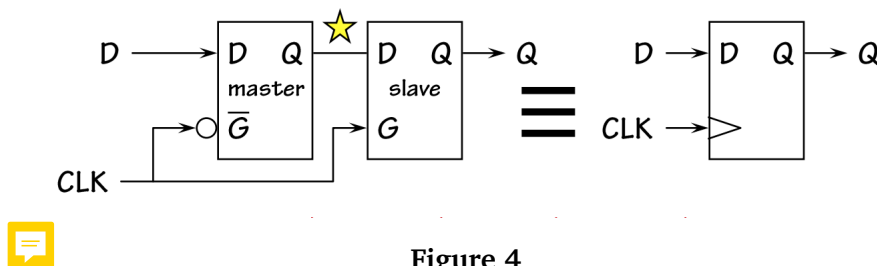 D D Q D Q Q D D Q Q
master slave
G G CLK
CLK
Figure 4